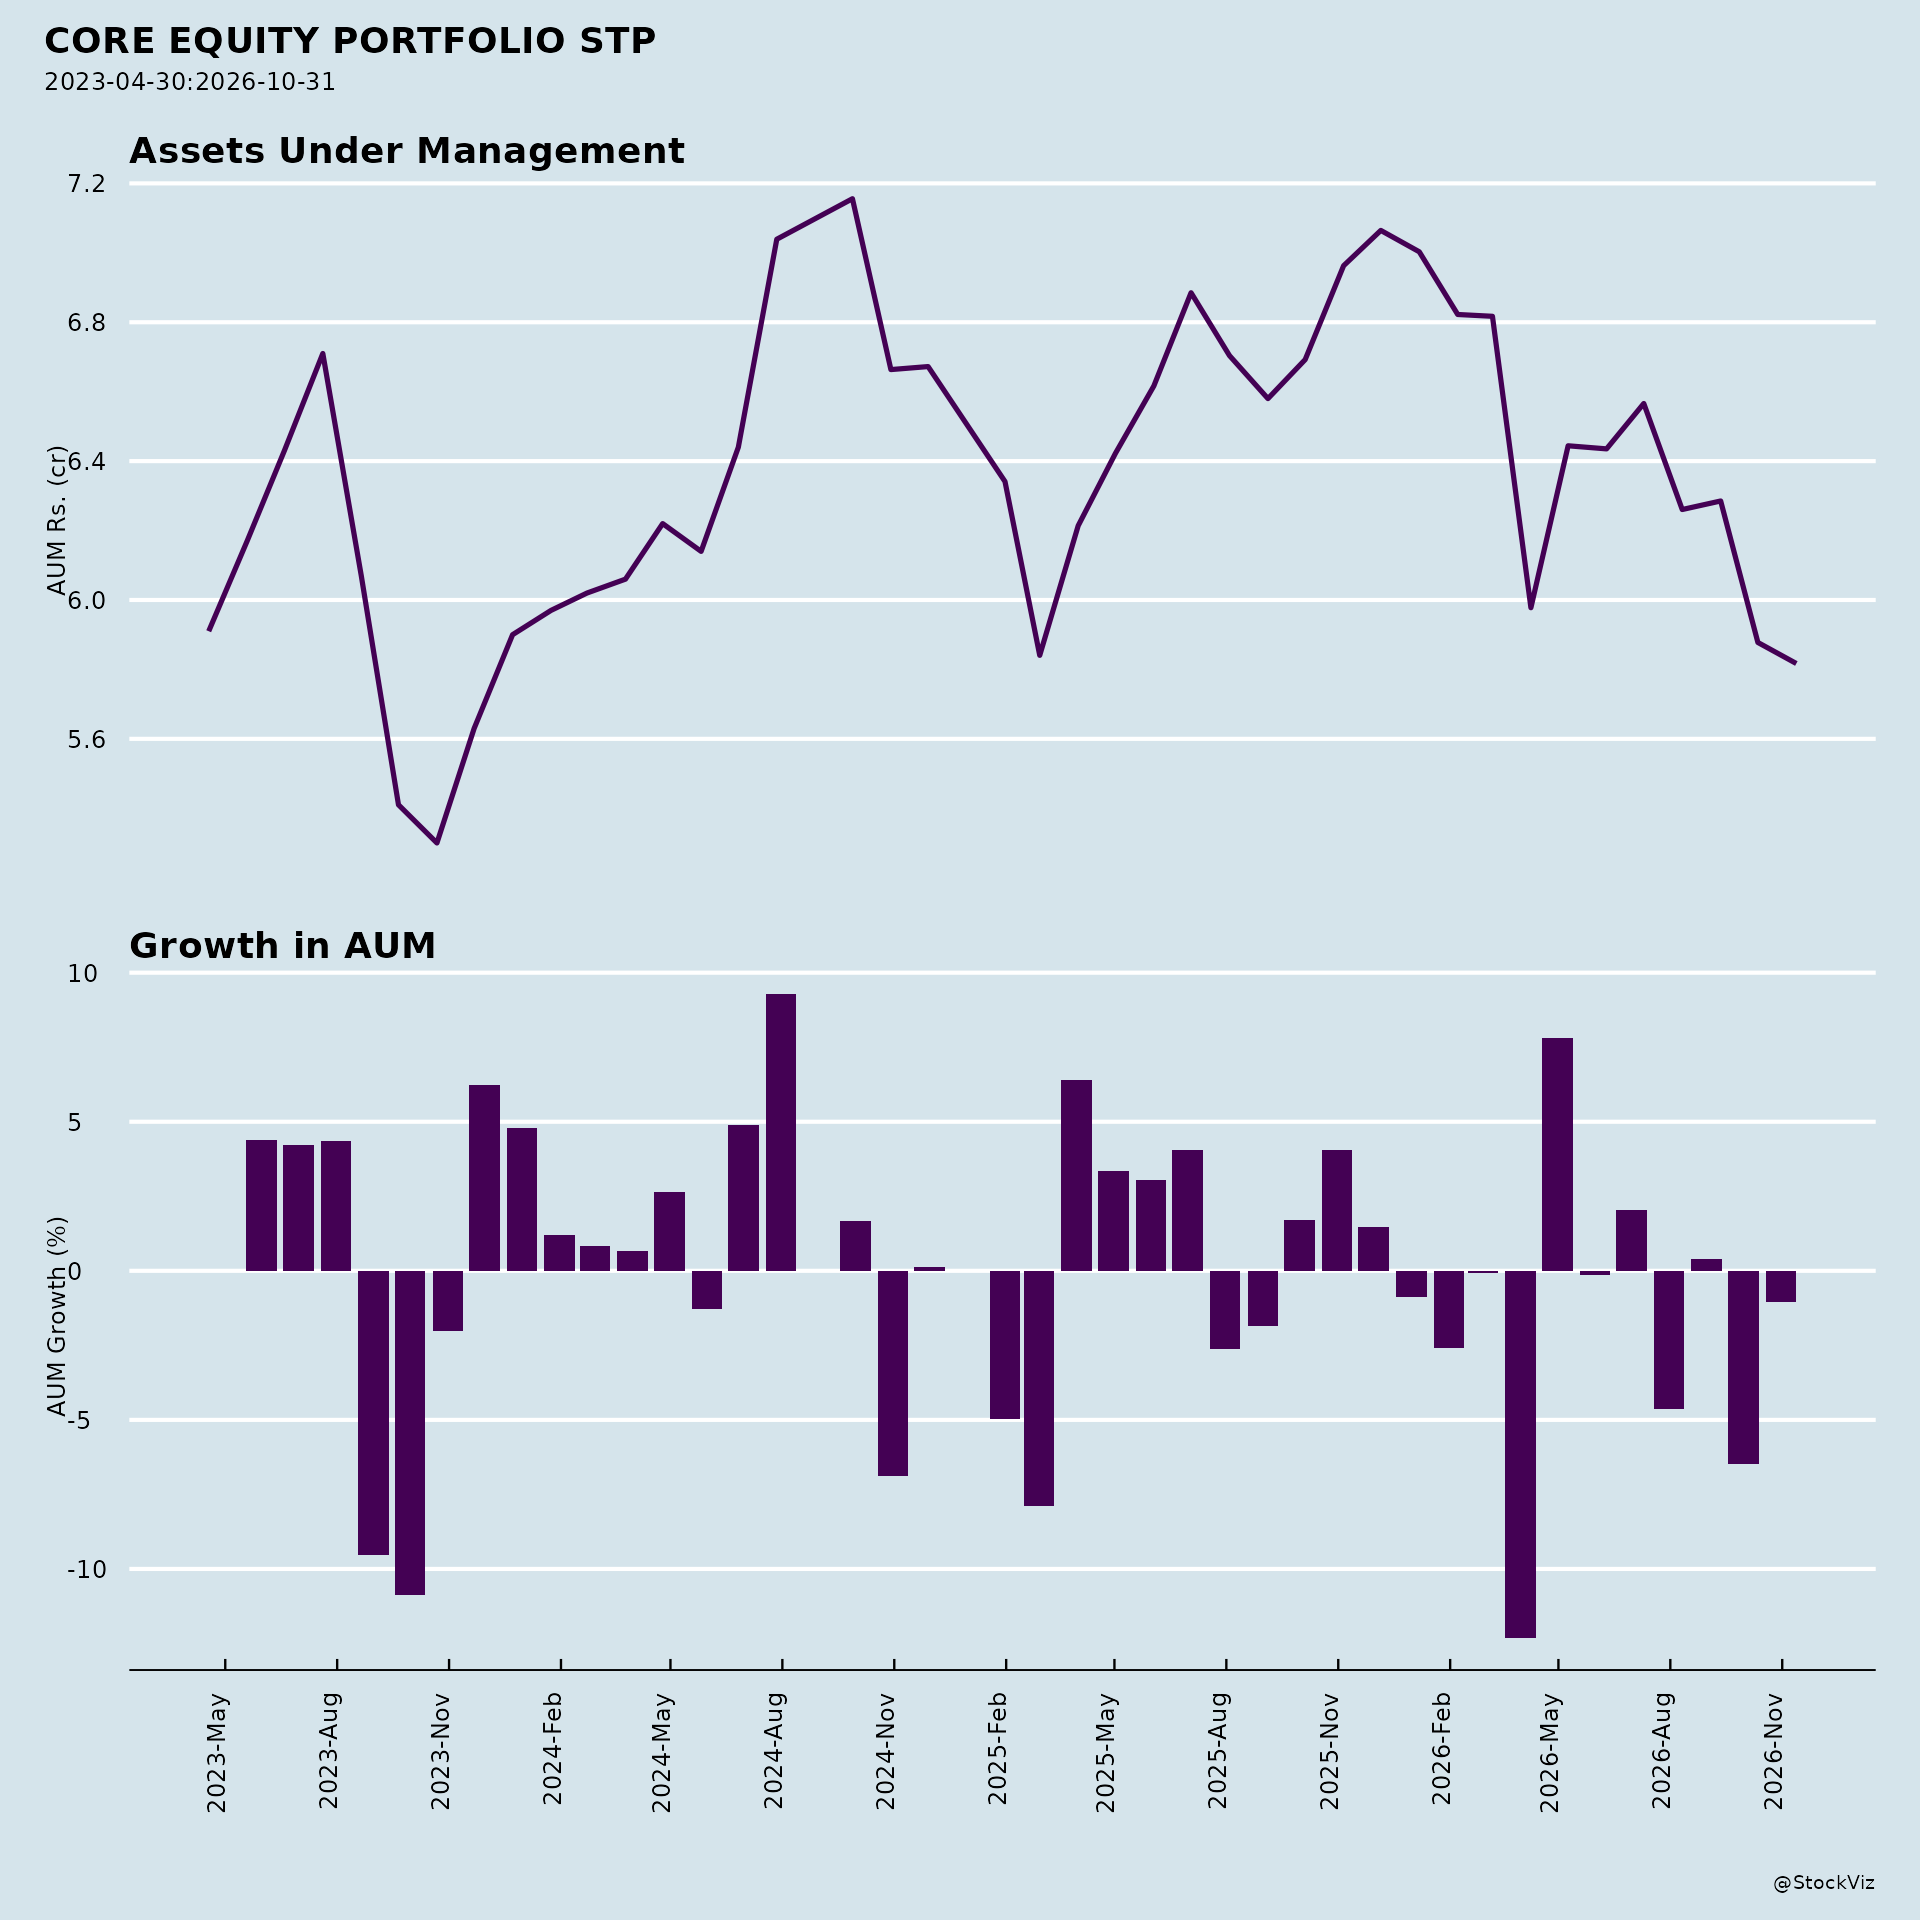 CORE EQUITY PORTFOLIO STP
2023-04-30:2026-10-31
Assets Under Management
7.2
6.8
6.4
6.0
5.6
AUM Rs. (cr)
Growth in AUM
10
5
0
-5
-10
AUM Growth (%)
2023-May
2023-Aug
2023-Nov
2024-Feb
2024-May
2024-Aug
2024-Nov
2025-Feb
2025-May
2025-Aug
2025-Nov
2026-Feb
2026-May
2026-Aug
2026-Nov
@StockViz